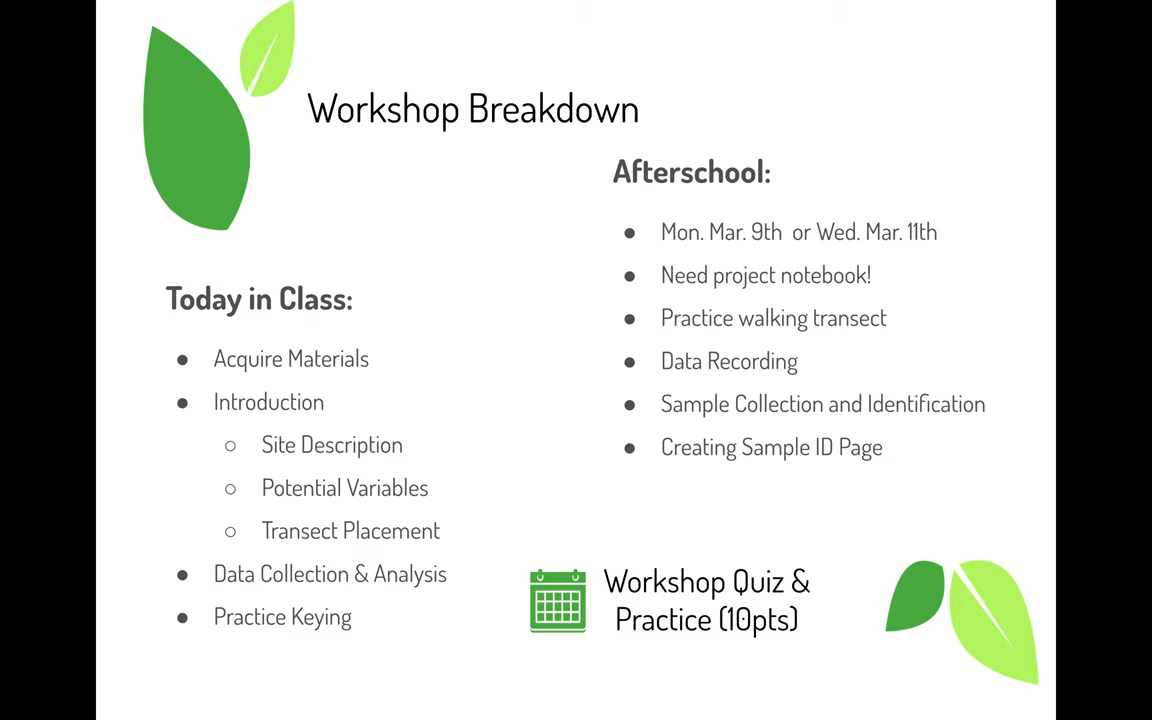 Workshop Breakdown
Today in Class:
● Acquire Materials
● Introduction
○ Site Description
○ Potential Variables
○ Transect Placement
● Data Collection & Analysis
● Practice Keying
Afterschool:
● Mon. Mar. 9th or Wed. Mar. 11th
● Need project notebook!
● Practice walking transect
● Data Recording
● Sample Collection and Identification
● Creating Sample ID Page
Workshop Quiz &
Practice (10pts)